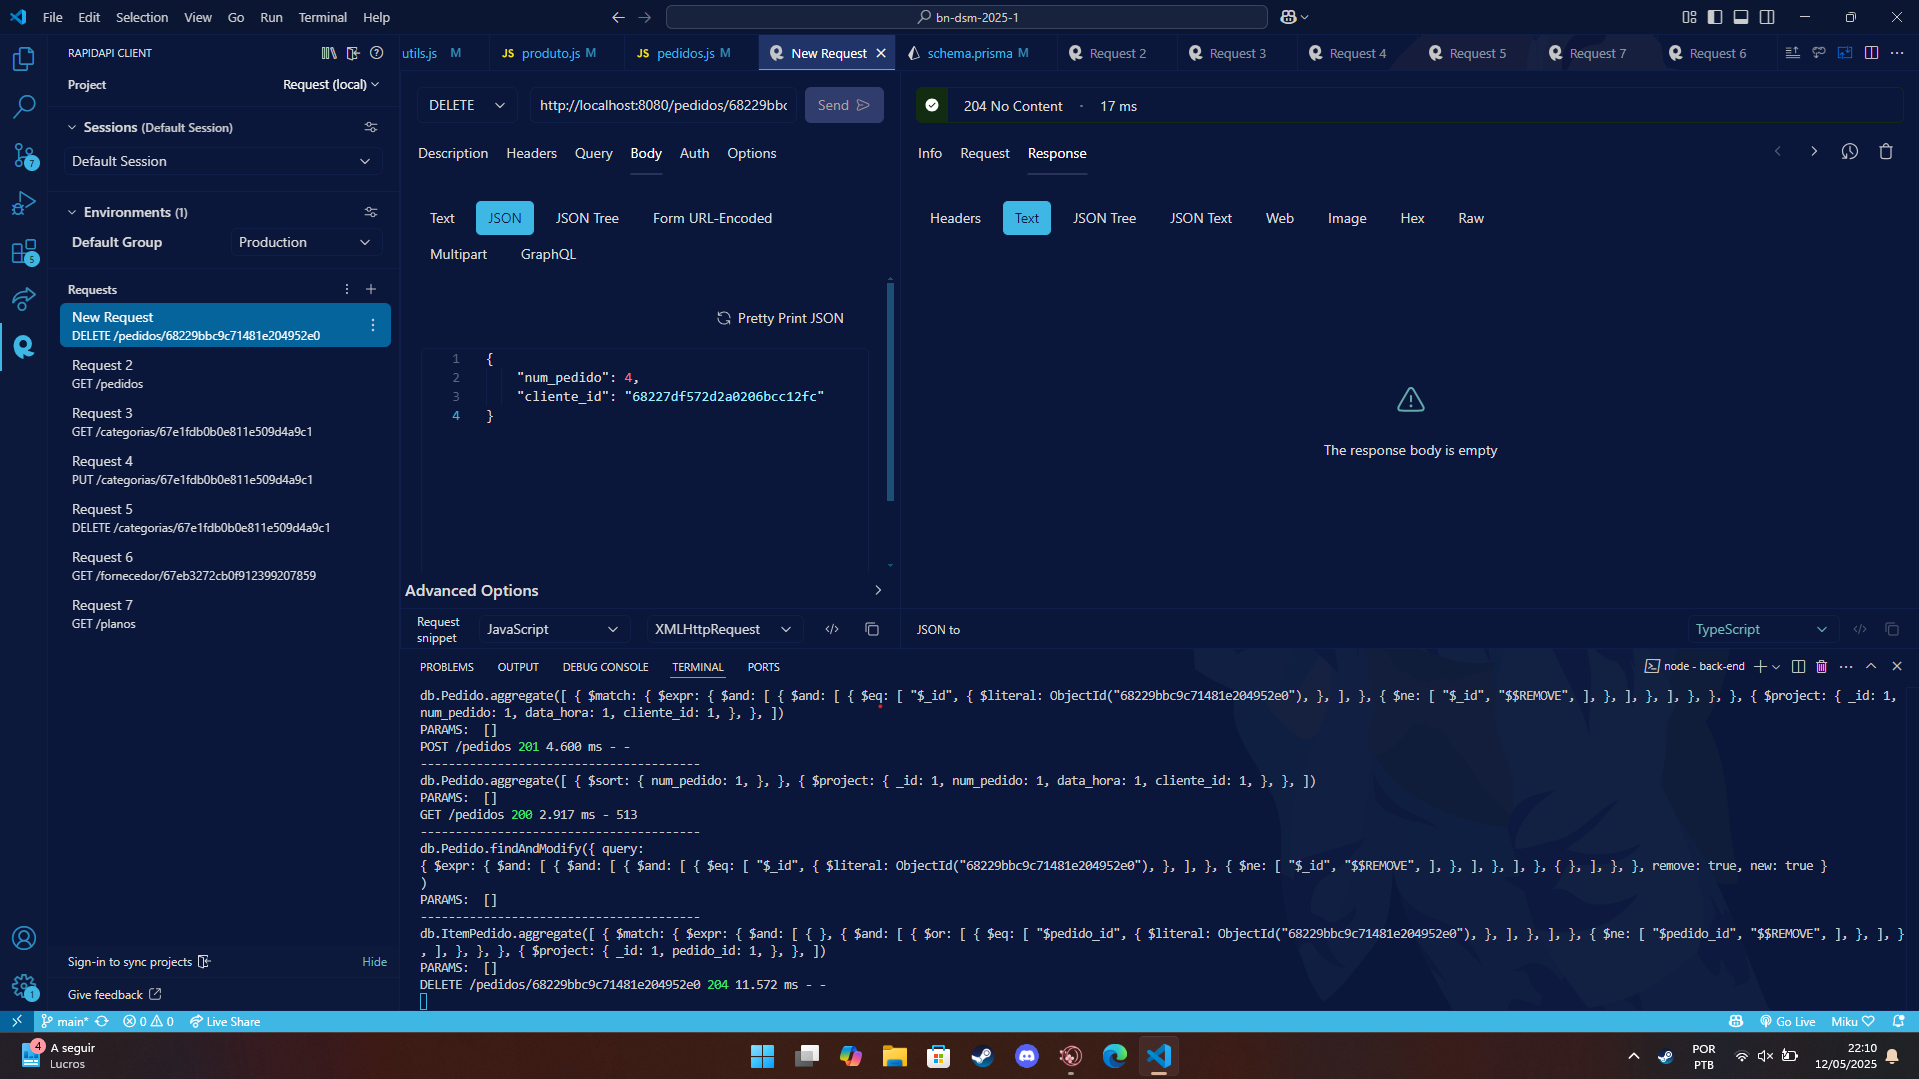 File Edit Selection View Go Run Terminal Help
bn-dsm-2025-1
RAPIDAPI CLIENT
utils.js M
JS produto.js M
JS pedidos.js M
New Request
schema.prisma M
Request 2
Request 3
Request 4
Request 5
Request 7
Request 6
Project
Request (local)
Sessions (Default Session)
Default Session
Environments (1)
Default Group
Production
Requests
New Request
DELETE /pedidos/68229bbc9c71481e204952e0
Request 2
GET /pedidos
Request 3
GET /categorias/67e1fdb0b0e811e509d4a9c1
Request 4
PUT /categorias/67e1fdb0b0e811e509d4a9c1
Request 5
DELETE /categorias/67e1fdb0b0e811e509d4a9c1
Request 6
GET /fornecedor/67eb3272cb0f912399207859
Request 7
GET /planos
Sign-in to sync projects
Hide
Give feedback
7
5
1
DELETE
http://localhost:8080/pedidos/68229bbc
Send
Description Headers Query Body Auth Options
Text JSON JSON Tree Form URL-Encoded
Multipart GraphQL
Pretty Print JSON
1 {
2 "num_pedido": 4,
3 "cliente_id": "68227df572d2a0206bcc12fc"
4 }
Advanced Options
Request snippet
JavaScript
XMLHttpRequest
204 No Content · 17 ms
Info Request Response
Headers Text JSON Tree JSON Text Web Image Hex Raw
The response body is empty
JSON to
TypeScript
PROBLEMS OUTPUT DEBUG CONSOLE TERMINAL PORTS
node - back-end
db.Pedido.aggregate([ { $match: { $expr: { $and: [ { $and: [ { $eq: [ "$_id", { $literal: ObjectId("68229bbc9c71481e204952e0"), }, ], }, { $ne: [ "$_id", "$$REMOVE", ], }, ], }, ], }, }, }, { $project: { _id: 1,
num_pedido: 1, data_hora: 1, cliente_id: 1, }, }, ])
PARAMS: []
POST /pedidos 201 4.600 ms - -
----------------------------------------
db.Pedido.aggregate([ { $sort: { num_pedido: 1, }, }, { $project: { _id: 1, num_pedido: 1, data_hora: 1, cliente_id: 1, }, }, ])
PARAMS: []
GET /pedidos 200 2.917 ms - 513
----------------------------------------
db.Pedido.findAndModify({ query:
{ $expr: { $and: [ { $and: [ { $and: [ { $eq: [ "$_id", { $literal: ObjectId("68229bbc9c71481e204952e0"), }, ], }, { $ne: [ "$_id", "$$REMOVE", ], }, ], }, ], }, { }, ], }, }, remove: true, new: true }
)
PARAMS: []
----------------------------------------
db.ItemPedido.aggregate([ { $match: { $expr: { $and: [ { }, { $and: [ { $or: [ { $eq: [ "$pedido_id", { $literal: ObjectId("68229bbc9c71481e204952e0"), }, ], }, ], }, { $ne: [ "$pedido_id", "$$REMOVE", ], }, ], }
, ], }, }, }, { $project: { _id: 1, pedido_id: 1, }, }, ])
PARAMS: []
DELETE /pedidos/68229bbc9c71481e204952e0 204 11.572 ms - -
main* 0 0 Live Share
Go Live
Miku
4
A seguir
Lucros
POR
PTB
22:10
12/05/2025